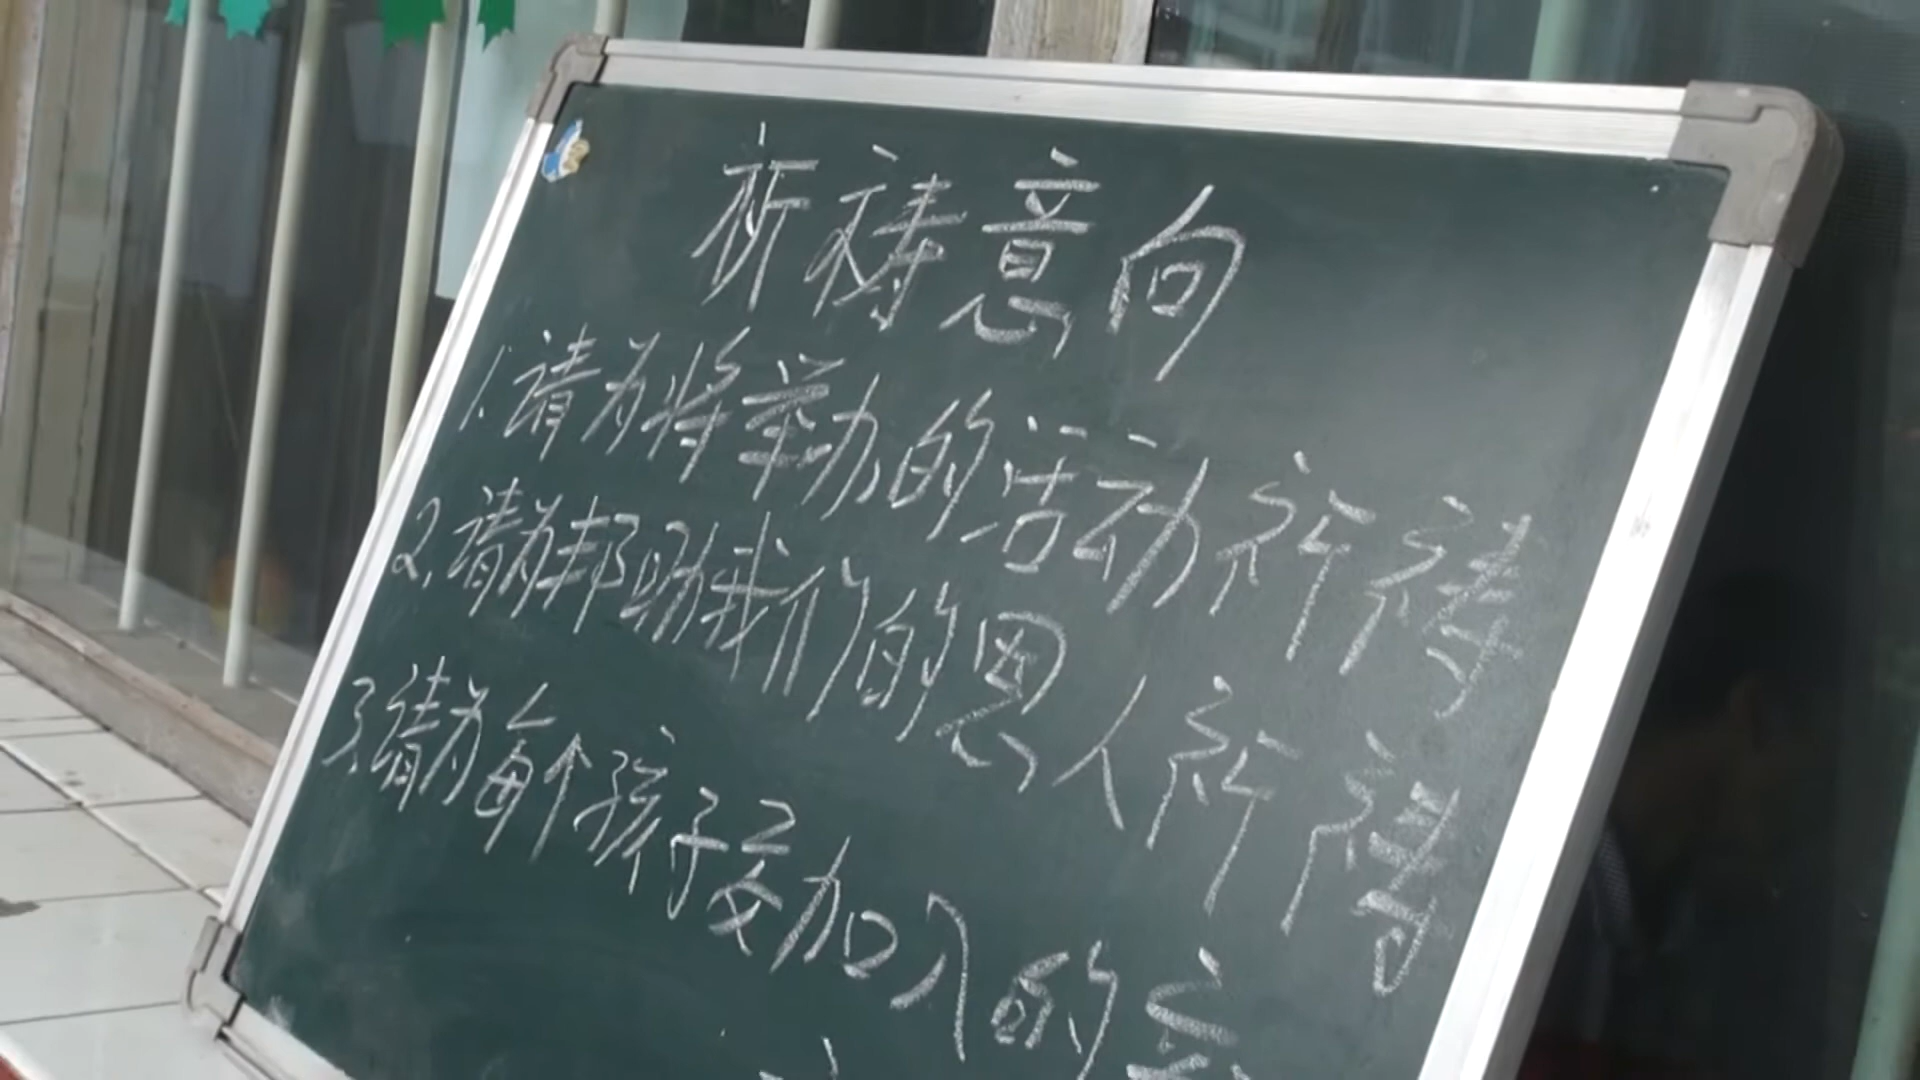 祈祷意向
1.请为将举办的活动祈祷
2.请为帮助我们的恩人祈祷
3.请为每个孩子要加入的